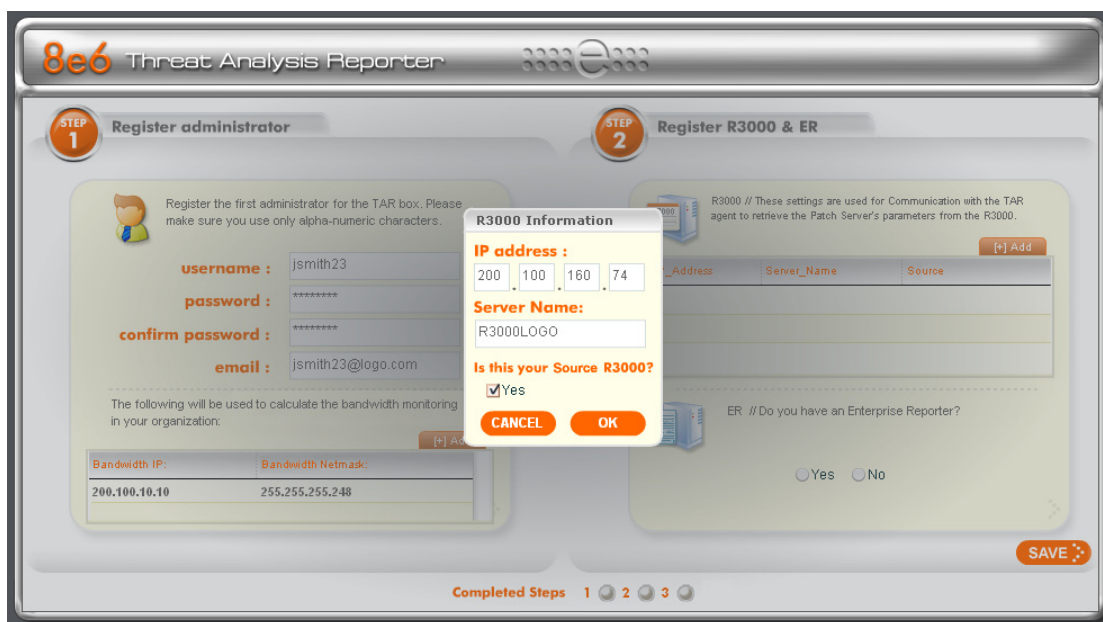 8e6 Threat Analysis Reporter
STEP 1
Register administrator
Register the first administrator for the TAR box. Please
make sure you use only alpha-numeric characters.
username : jsmith23
password : ********
confirm password : ********
email : jsmith23@logo.com
The following will be used to calculate the bandwidth monitoring
in your organization:
[+]
Bandwidth IP: Bandwidth Netmask:
200.100.10.10 255.255.255.248
R3000 Information
IP address :
200 . 100 . 160 . 74
Server Name:
R3000LOGO
Is this your Source R3000?
Yes
CANCEL OK
STEP 2
Register R3000 & ER
R3000 // These settings are used for Communication with the TAR
agent to retrieve the Patch Server's parameters from the R3000.
[+] Add
_Address Server_Name Source
ER // Do you have an Enterprise Reporter?
Yes No
SAVE
Completed Steps 1 2 3